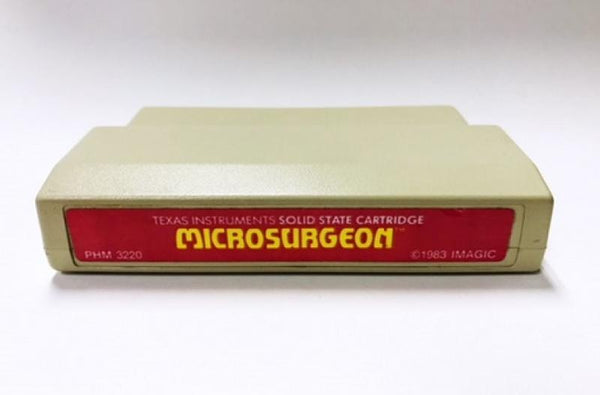 TEXAS INSTRUMENTS SOLID STATE CARTRIDGE
MICROSURGEON™
PHM 3220 ©1983 IMAGIC